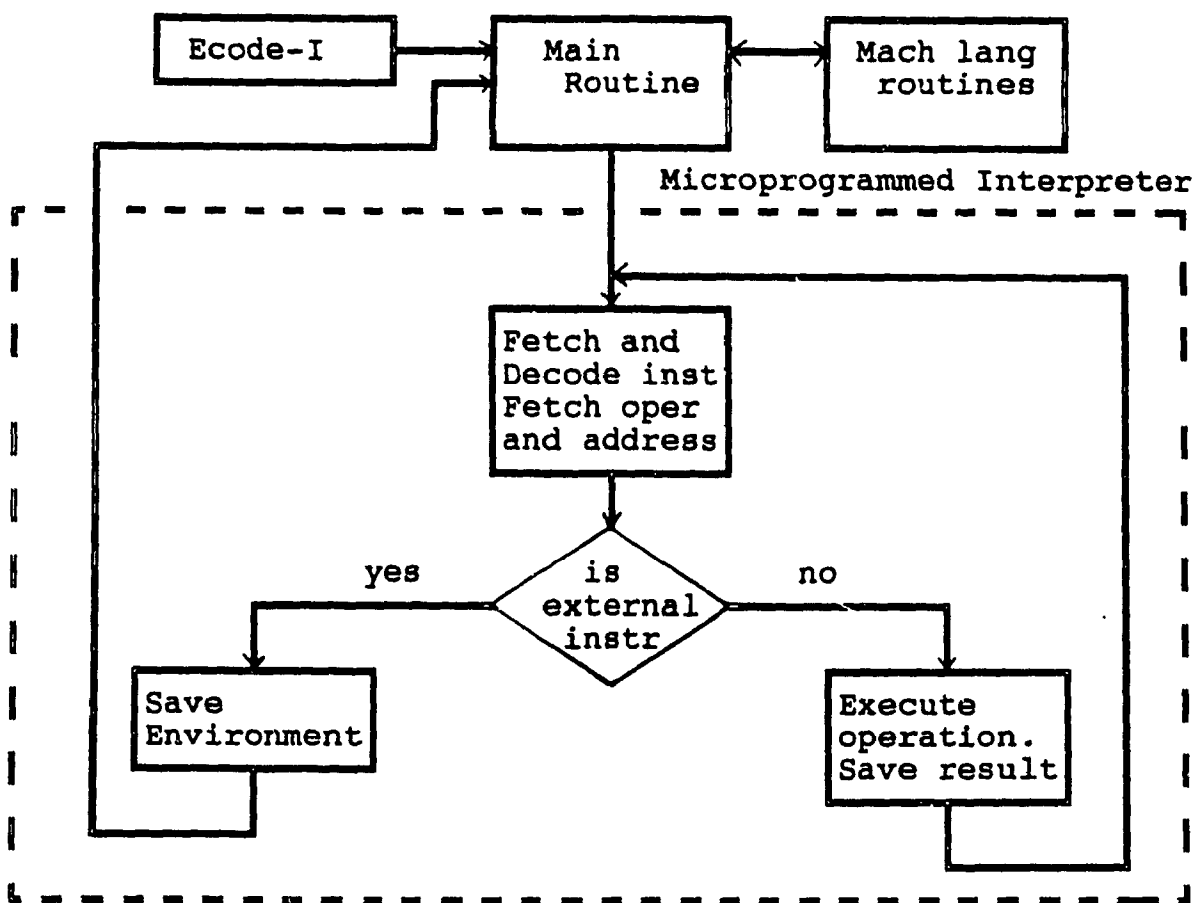 Ecode-I
Main
Routine
Mach lang
routines
Microprogrammed Interpreter
Fetch and
Decode inst
Fetch oper
and address
yes
is
external
instr
no
Save
Environment
Execute
operation.
Save result